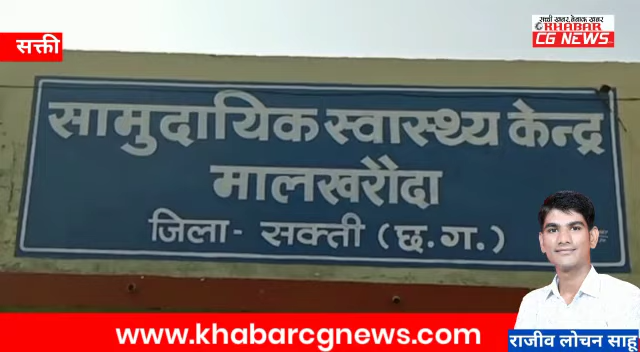 सक्ती
सच्ची खबर, बेबाक खबर
KHABAR
CG NEWS
सामुदायिक स्वास्थ्य केन्द्र
मालखरौदा
जिला - सक्ती (छ.ग.)
www.khabarcgnews.com
राजीव लोचन साहू